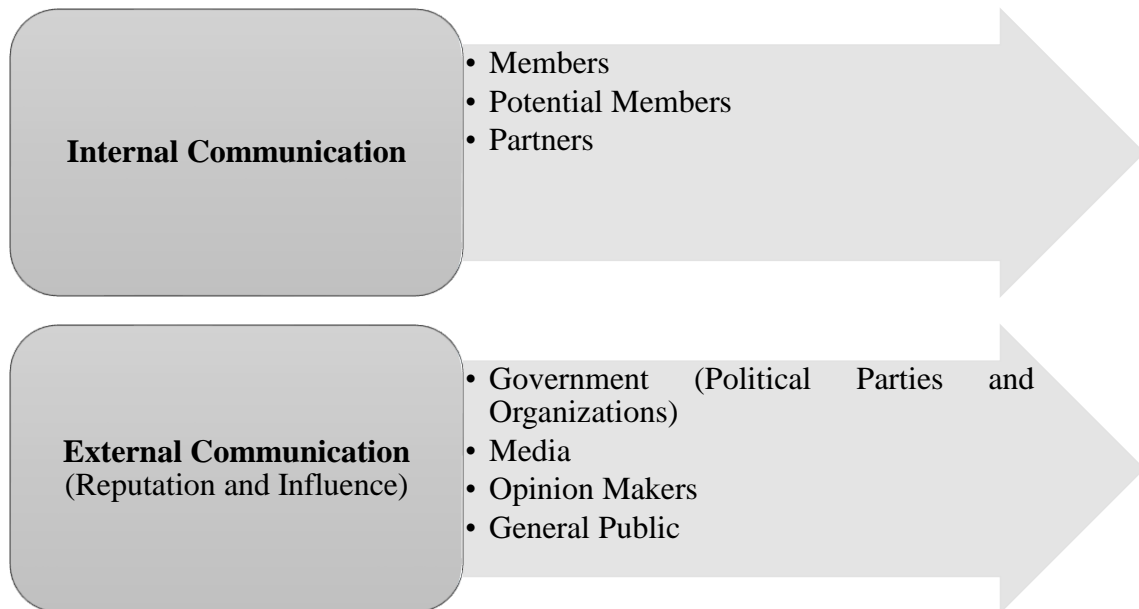 Internal Communication
• Members
• Potential Members
• Partners
External Communication
(Reputation and Influence)
• Government (Political Parties and
Organizations)
• Media
• Opinion Makers
• General Public